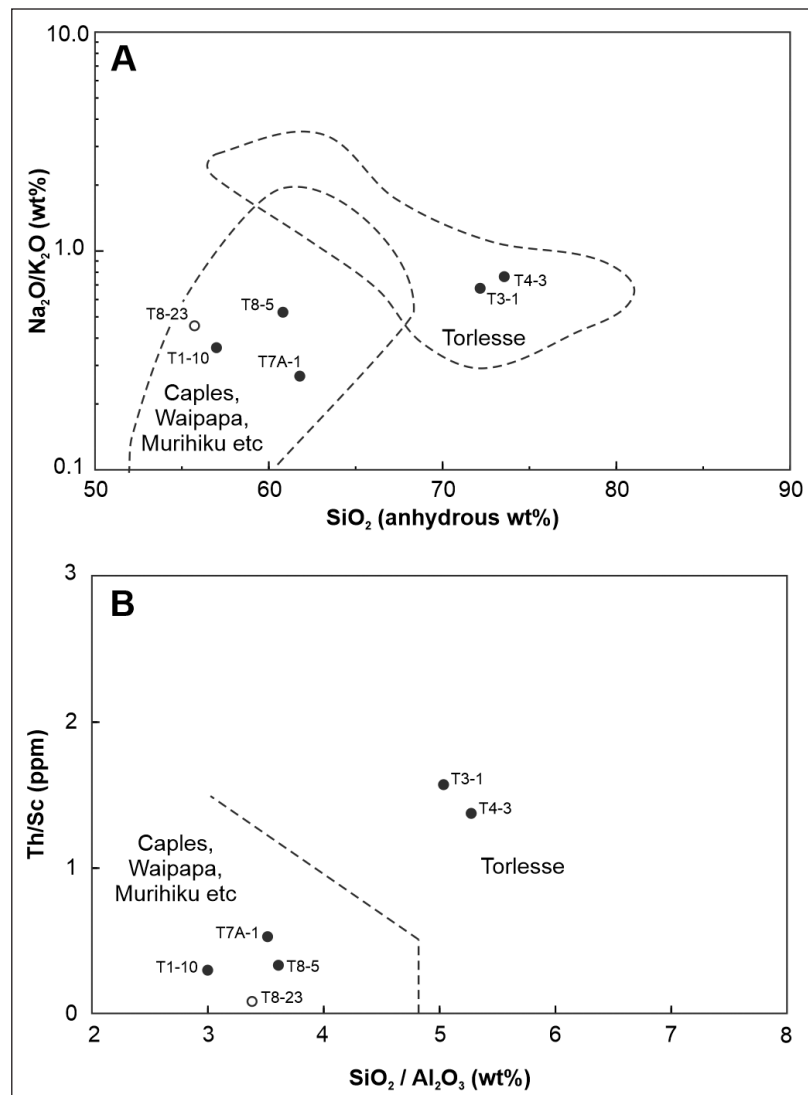 A
10.0
1.0
0.1
Na₂O/K₂O (wt%)
T8-23
T1-10
T8-5
T7A-1
T4-3
T3-1
Torlesse
Caples,
Waipapa,
Murihiku etc
50
60
70
80
90
SiO₂ (anhydrous wt%)
B
3
2
1
0
Th/Sc (ppm)
T3-1
T4-3
Caples,
Waipapa,
Murihiku etc
Torlesse
T7A-1
T1-10
T8-5
T8-23
2
3
4
5
6
7
8
SiO₂ / Al₂O₃ (wt%)